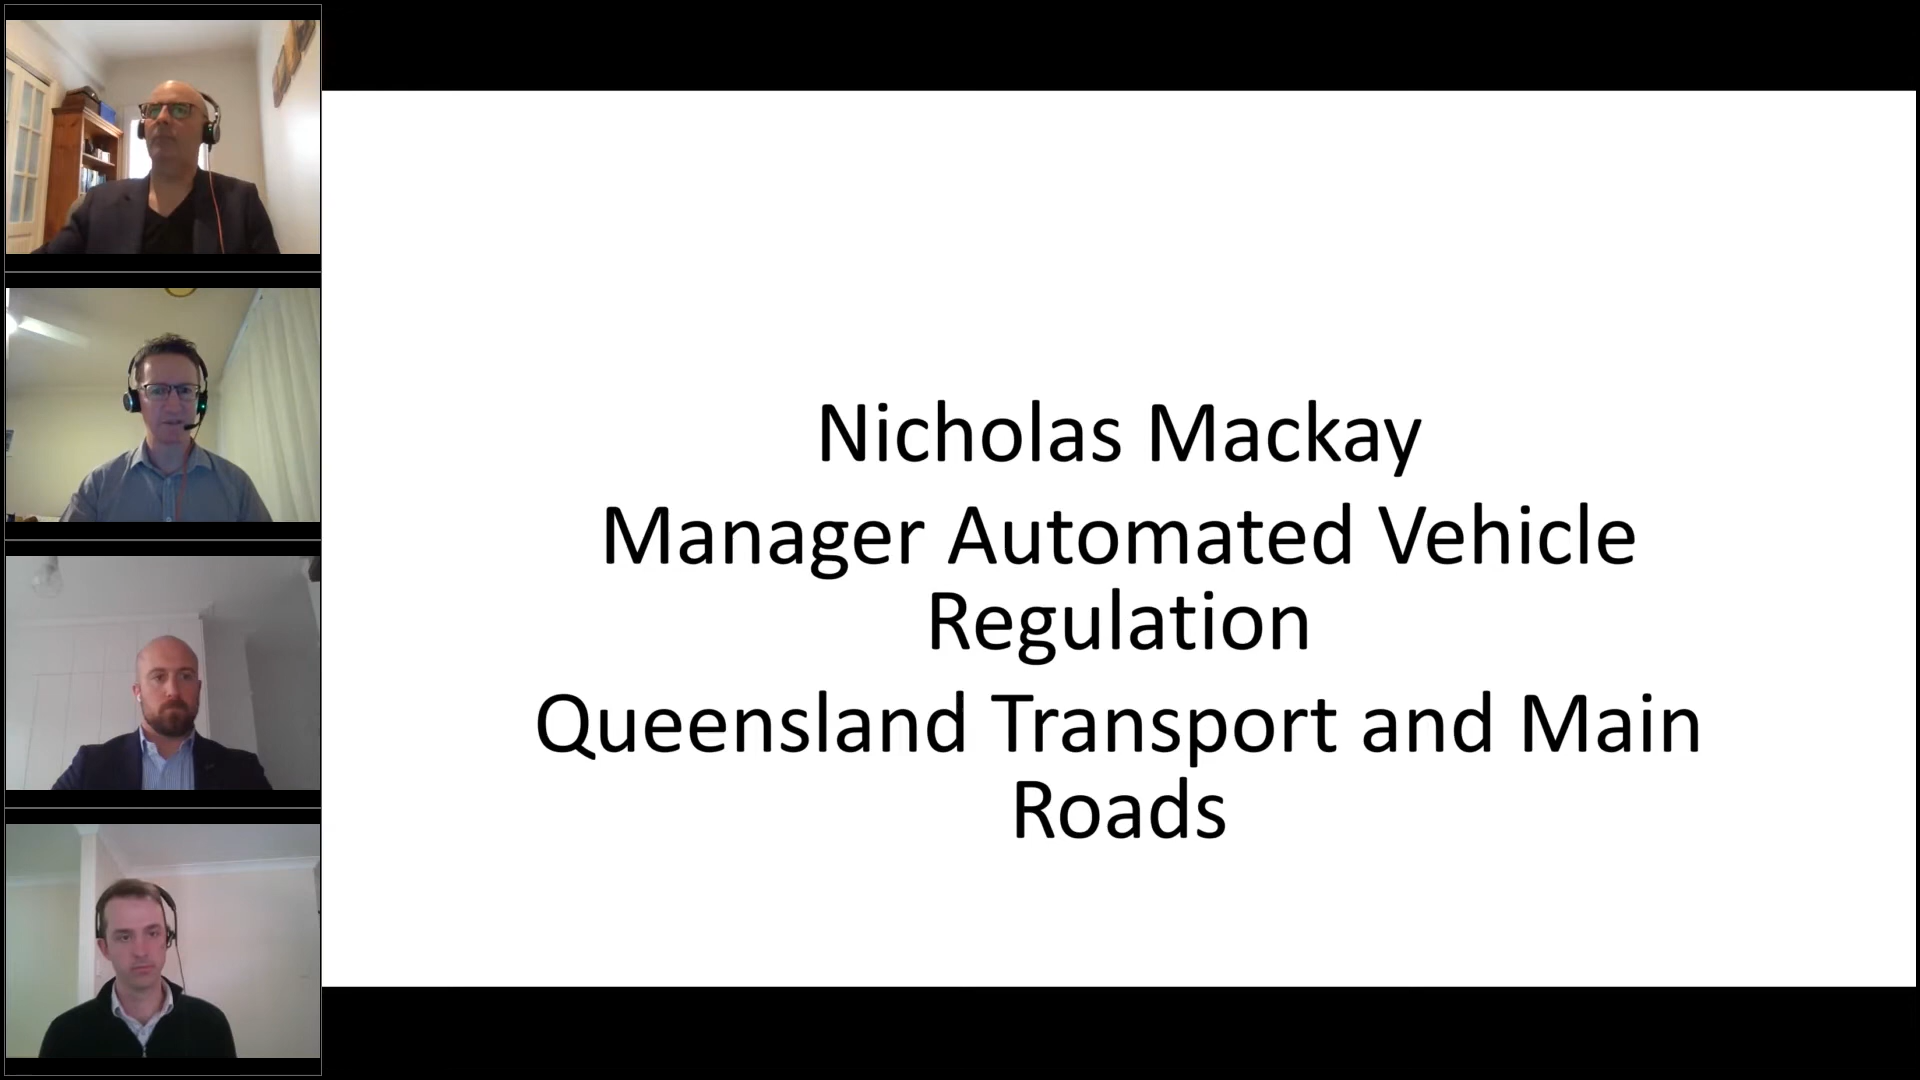 Nicholas Mackay
Manager Automated Vehicle
Regulation
Queensland Transport and Main
Roads